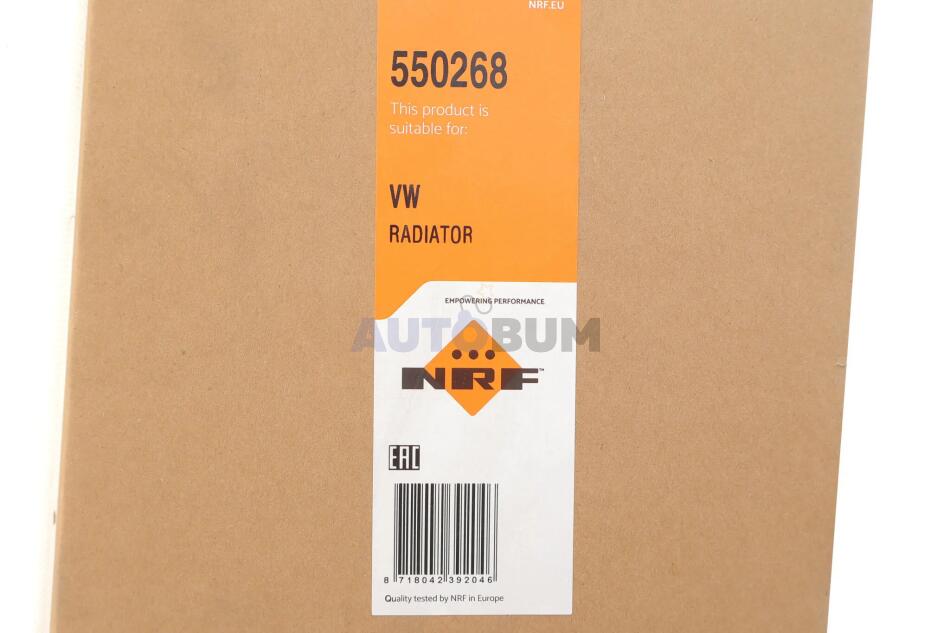 NRF.EU
550268
This product is
suitable for:
VW
RADIATOR
EMPOWERING PERFORMANCE
AUTOBUM
NRF™
EAC
8 718042 392046
Quality tested by NRF in Europe